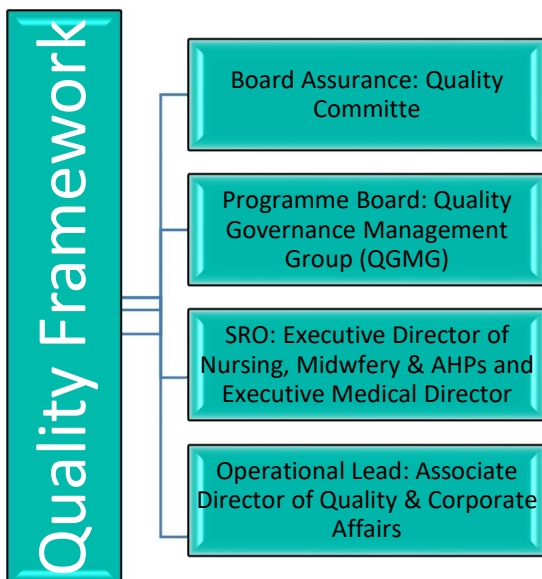 Quality Framework
Board Assurance: Quality
Committe
Programme Board: Quality
Governance Management
Group (QGMG)
SRO: Executive Director of
Nursing, Midwfery & AHPs and
Executive Medical Director
Operational Lead: Associate
Director of Quality & Corporate
Affairs